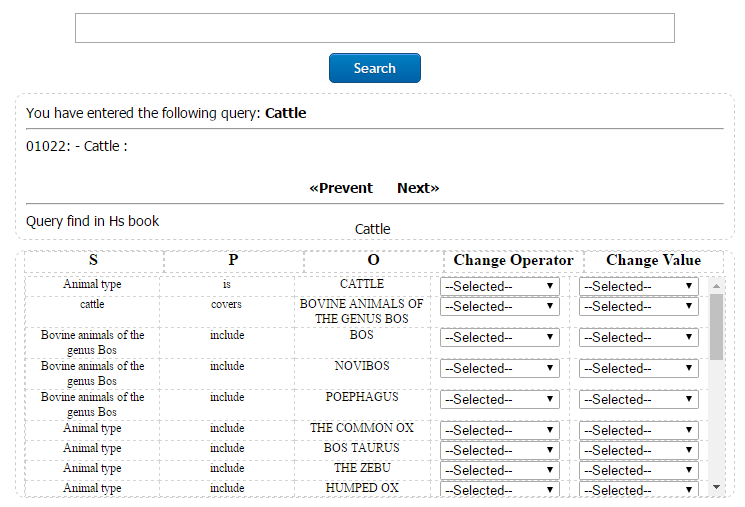 Search
You have entered the following query: Cattle
01022: - Cattle :
«Prevent Next»
Query find in Hs book
Cattle
S P O Change Operator Change Value
Animal type is CATTLE --Selected-- --Selected--
cattle covers BOVINE ANIMALS OF --Selected-- --Selected--
THE GENUS BOS
Bovine animals of the include BOS --Selected-- --Selected--
genus Bos
Bovine animals of the include NOVIBOS --Selected-- --Selected--
genus Bos
Bovine animals of the include POEPHAGUS --Selected-- --Selected--
genus Bos
Animal type include THE COMMON OX --Selected-- --Selected--
Animal type include BOS TAURUS --Selected-- --Selected--
Animal type include THE ZEBU --Selected-- --Selected--
Animal type include HUMPED OX --Selected-- --Selected--